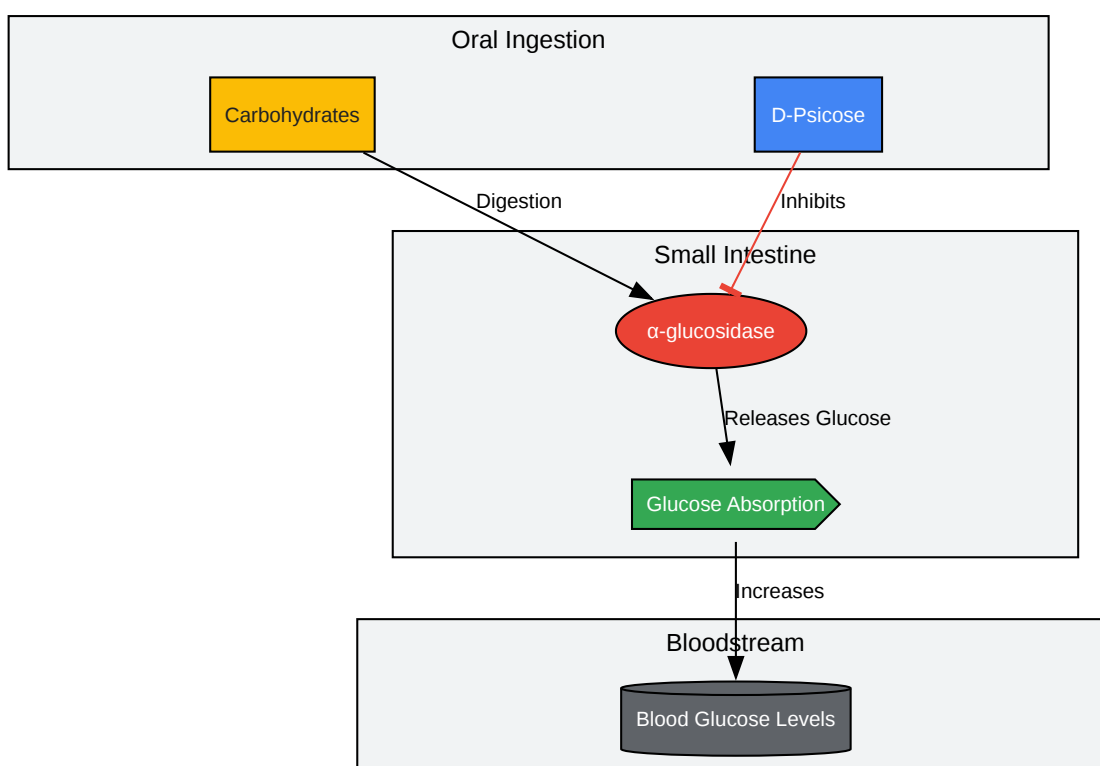 Oral Ingestion
Carbohydrates
D-Psicose
Digestion
Inhibits
Small Intestine
α-glucosidase
Releases Glucose
Glucose Absorption
Increases
Bloodstream
Blood Glucose Levels